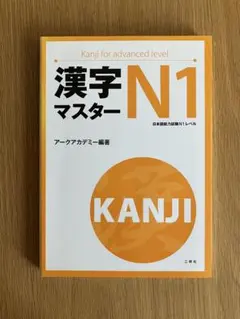 Kanji for advanced level
漢字
マスター N1
日本語能力試験N1レベル
アークアカデミー編著
KANJI
三修社